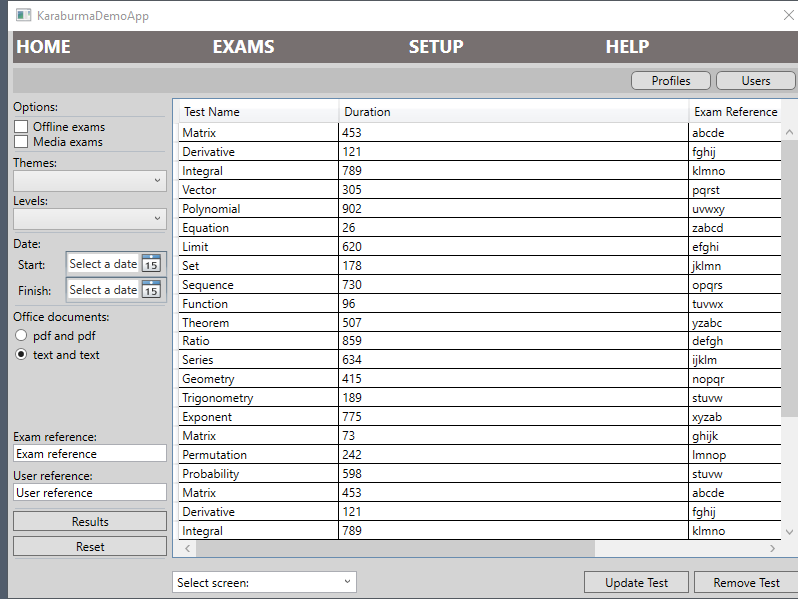 KaraburmaDemoApp
HOME EXAMS SETUP HELP
Profiles Users
Options:
Offline exams
Media exams
Themes:
Levels:
Date:
Start: Select a date 15
Finish: Select a date 15
Office documents:
pdf and pdf
text and text
Exam reference:
Exam reference
User reference:
User reference
Results
Reset
Test Name Duration Exam Reference
Matrix 453 abcde
Derivative 121 fghij
Integral 789 klmno
Vector 305 pqrst
Polynomial 902 uvwxy
Equation 26 zabcd
Limit 620 efghi
Set 178 jklmn
Sequence 730 opqrs
Function 96 tuvwx
Theorem 507 yzabc
Ratio 859 defgh
Series 634 ijklm
Geometry 415 nopqr
Trigonometry 189 stuvw
Exponent 775 xyzab
Matrix 73 ghijk
Permutation 242 lmnop
Probability 598 stuvw
Matrix 453 abcde
Derivative 121 fghij
Integral 789 klmno
Select screen: Update Test Remove Test